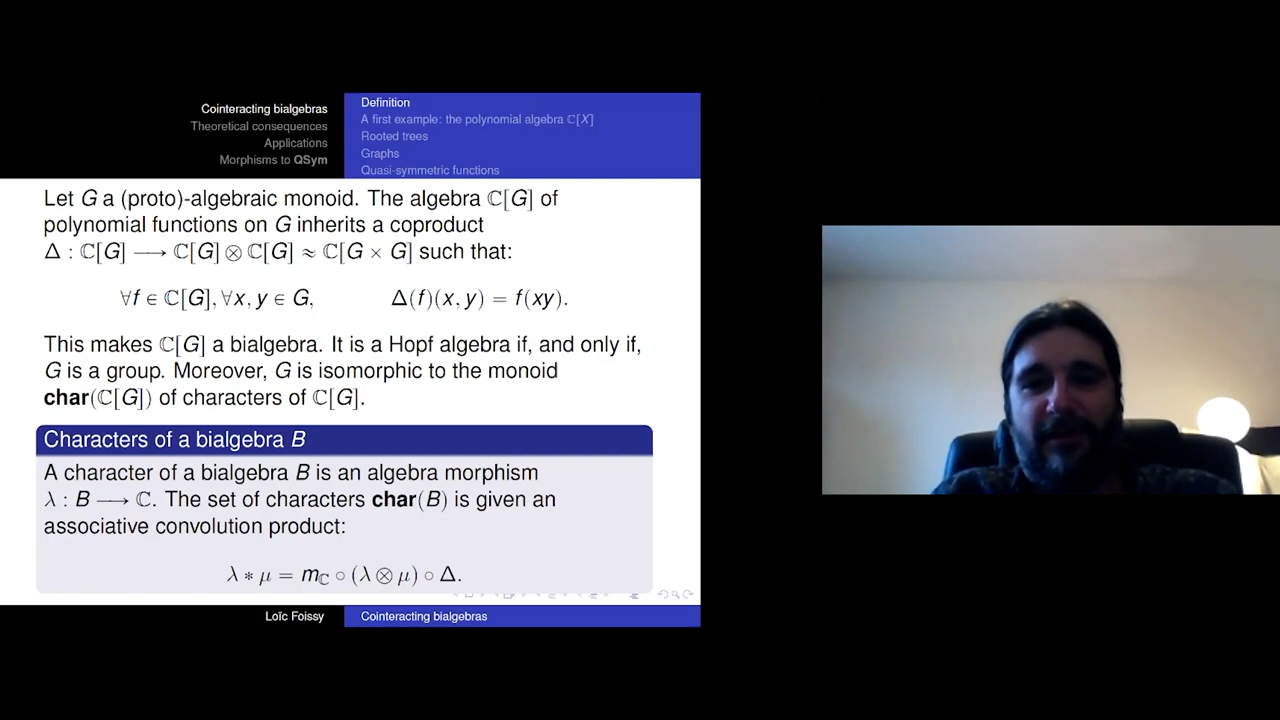 Cointeracting bialgebras
Theoretical consequences
Applications
Morphisms to QSym
Definition
A first example: the polynomial algebra ℂ[X]
Rooted trees
Graphs
Quasi-symmetric functions
Let G a (proto)-algebraic monoid. The algebra ℂ[G] of
polynomial functions on G inherits a coproduct
Δ : ℂ[G] ⟶ ℂ[G] ⊗ ℂ[G] ≈ ℂ[G × G] such that:
∀f ∈ ℂ[G], ∀x, y ∈ G, Δ(f)(x, y) = f(xy).
This makes ℂ[G] a bialgebra. It is a Hopf algebra if, and only if,
G is a group. Moreover, G is isomorphic to the monoid
char(ℂ[G]) of characters of ℂ[G].
Characters of a bialgebra B
A character of a bialgebra B is an algebra morphism
λ : B ⟶ ℂ. The set of characters char(B) is given an
associative convolution product:
λ ∗ μ = m_ℂ ∘ (λ ⊗ μ) ∘ Δ.
Loïc Foissy
Cointeracting bialgebras